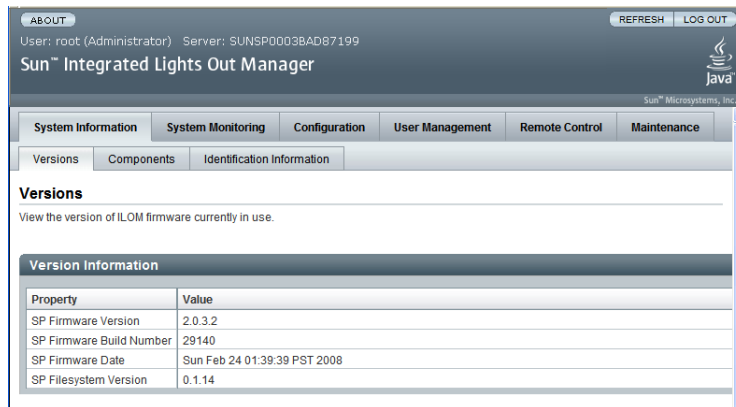 ABOUT REFRESH LOG OUT
User: root (Administrator) Server: SUNSP0003BAD87199
Sun™ Integrated Lights Out Manager
Java™
Sun™ Microsystems, Inc.
System Information System Monitoring Configuration User Management Remote Control Maintenance
Versions Components Identification Information
Versions
View the version of ILOM firmware currently in use.
Version Information
Property Value
SP Firmware Version 2.0.3.2
SP Firmware Build Number 29140
SP Firmware Date Sun Feb 24 01:39:39 PST 2008
SP Filesystem Version 0.1.14